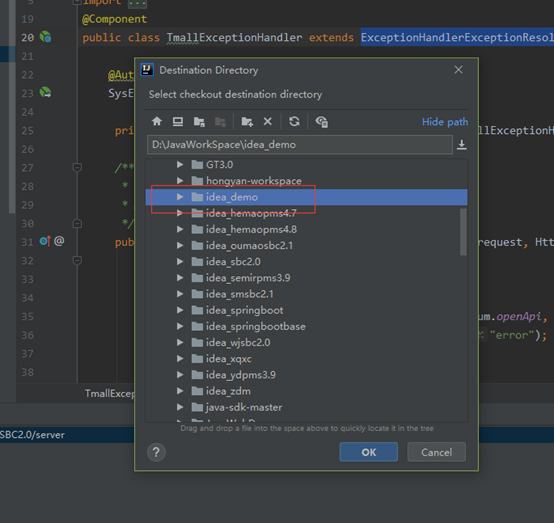 import ...
19
@Component
20
public class TmallExceptionHandler extends ExceptionHandlerExceptionResol
21
IJ
Destination Directory
22
@Aut
Select checkout destination directory
23
SysE
Hide path
25
pri
llExceptionH
D:\JavaWorkSpace\idea_demo
GT3.0
27
/**
hongyan-workspace
28
*
idea_demo
29
*
idea_hemaopms4.7
30
*/
idea_hemaopms4.8
31
@
pub
idea_oumaosbc2.1
request, Htt
32
idea_sbc2.0
33
idea_semirpms3.9
34
idea_smsbc2.1
35
idea_springboot
um.openApi,
36
idea_springbootbase
"error");
37
idea_wjsbc2.0
38
idea_xqxc
idea_ydpms3.9
TmallExcep
idea_zdm
java-sdk-master
Drag and drop a file into the space above to quickly locate it in the tree
SBC2.0/server
?
OK
Cancel